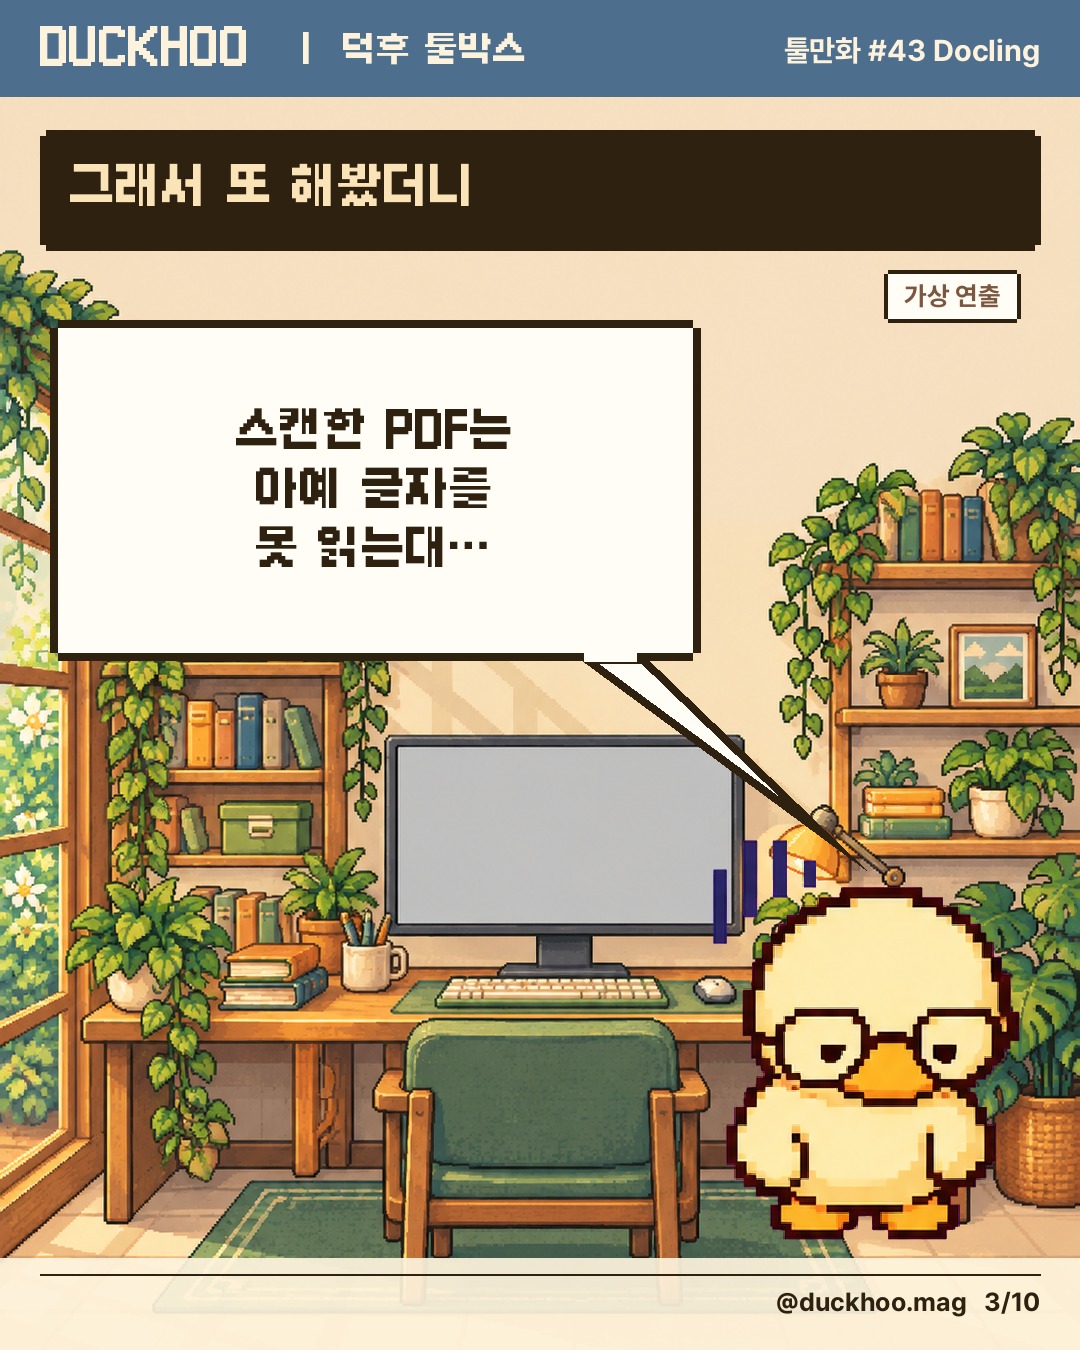 DUCKHOO | 덕후 툴박스
툴만화 #43 Docling
그래서 또 해봤더니
가상 연출
스캔한 PDF는
아예 글자를
못 읽는대…
@duckhoo.mag 3/10